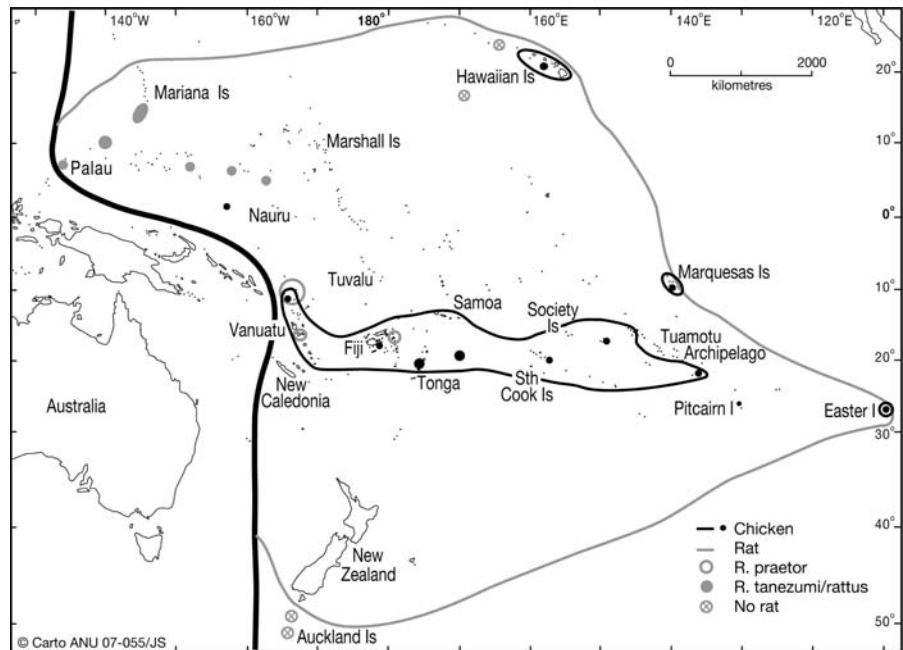 140°W
160°W
180°
160°E
140°E
120°E
Hawaiian Is
20°
0
2000
kilometres
Mariana Is
Marshall Is
10°
Palau
Nauru
0°
Marquesas Is
10°
Tuvalu
Samoa
Society
Is
Tuamotu
Archipelago
Vanuatu
Fiji
20°
Tonga
Sth
Cook Is
New
Caledonia
Australia
Pitcairn I
Easter I
30°
40°
New
Zealand
Chicken
Rat
R. praetor
R. tanezumi/rattus
No rat
50°
Auckland Is
© Carto ANU 07-055/JS